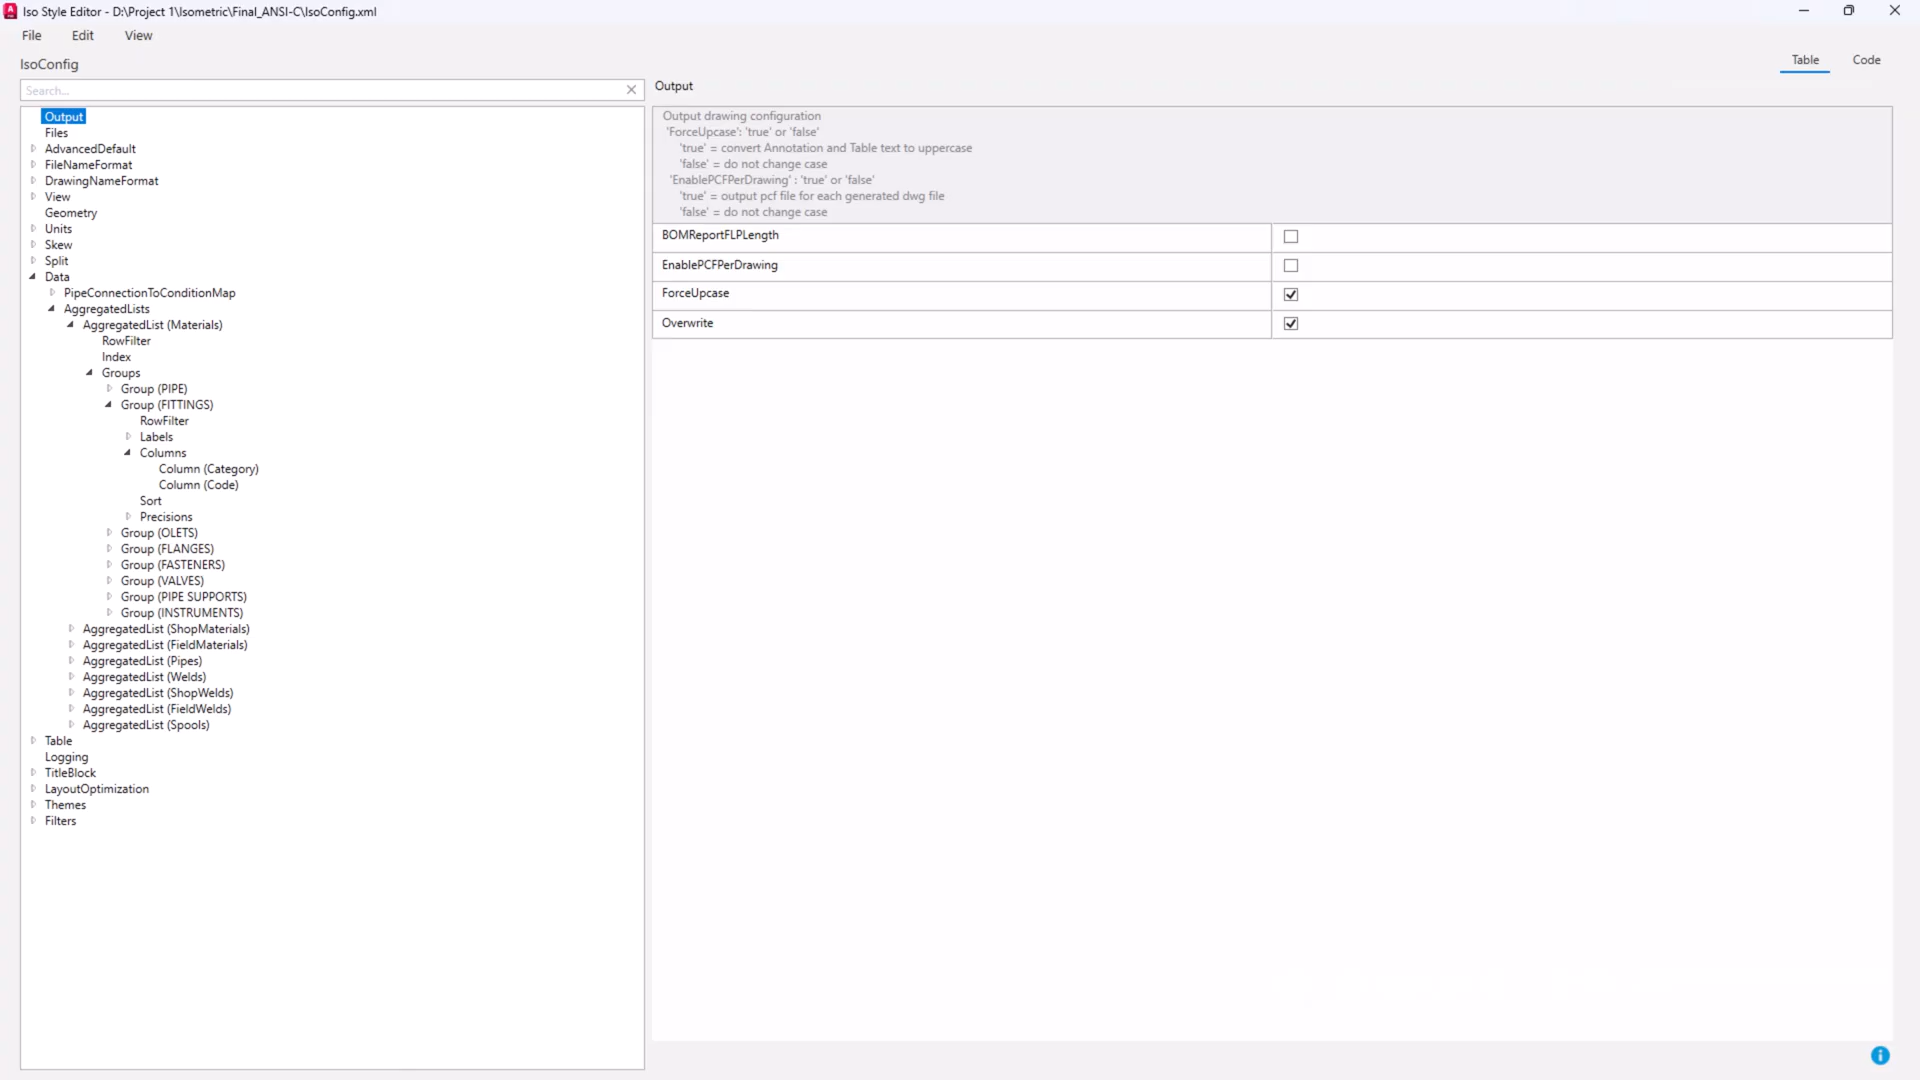 Iso Style Editor - D:\Project 1\Isometric\Final_ANSI-C\IsoConfig.xml
File Edit View
IsoConfig
Table Code
Search...
Output
Files
AdvancedDefault
FileNameFormat
DrawingNameFormat
View
Geometry
Units
Skew
Split
Data
PipeConnectionToConditionMap
AggregatedLists
AggregatedList (Materials)
RowFilter
Index
Groups
Group (PIPE)
Group (FITTINGS)
RowFilter
Labels
Columns
Column (Category)
Column (Code)
Sort
Precisions
Group (OLETS)
Group (FLANGES)
Group (FASTENERS)
Group (VALVES)
Group (PIPE SUPPORTS)
Group (INSTRUMENTS)
AggregatedList (ShopMaterials)
AggregatedList (FieldMaterials)
AggregatedList (Pipes)
AggregatedList (Welds)
AggregatedList (ShopWelds)
AggregatedList (FieldWelds)
AggregatedList (Spools)
Table
Logging
TitleBlock
LayoutOptimization
Themes
Filters
Output
Output drawing configuration
'ForceUpcase': 'true' or 'false'
'true' = convert Annotation and Table text to uppercase
'false' = do not change case
'EnablePCFPerDrawing' : 'true' or 'false'
'true' = output pcf file for each generated dwg file
'false' = do not change case
BOMReportFLPLength
EnablePCFPerDrawing
ForceUpcase
Overwrite